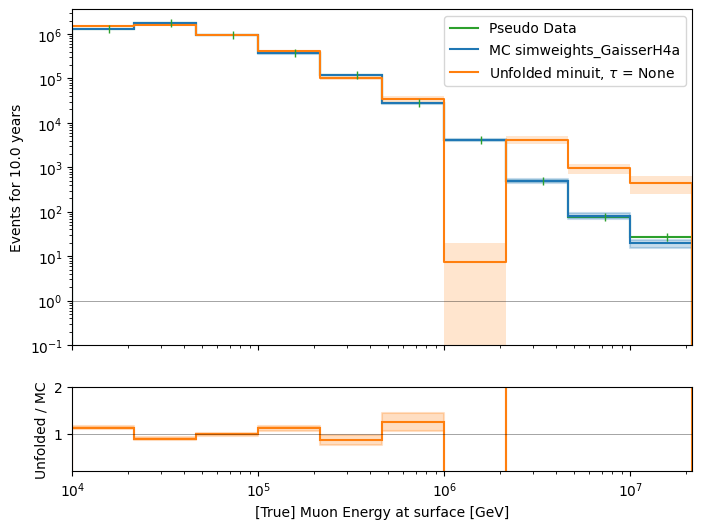 Pseudo Data
MC simweights_GaisserH4a
Unfolded minuit, τ = None
Events for 10.0 years
10⁶
10⁵
10⁴
10³
10²
10¹
10⁰
10⁻¹
Unfolded / MC
2
1
10⁴ 10⁵ 10⁶ 10⁷
[True] Muon Energy at surface [GeV]